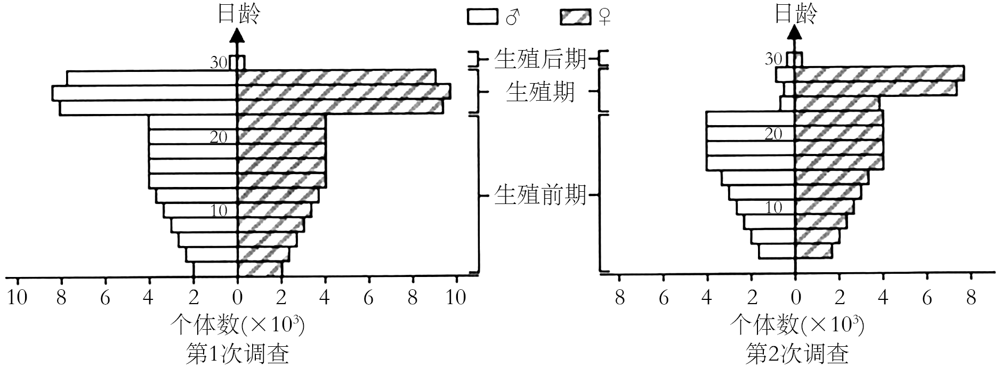 日龄
♂ ♀
日龄
30
生殖后期
30
生殖期
20
20
生殖前期
10
10
10 8 6 4 2 0 2 4 6 8 10
8 6 4 2 0 2 4 6 8
个体数(×10³)
个体数(×10³)
第1次调查
第2次调查